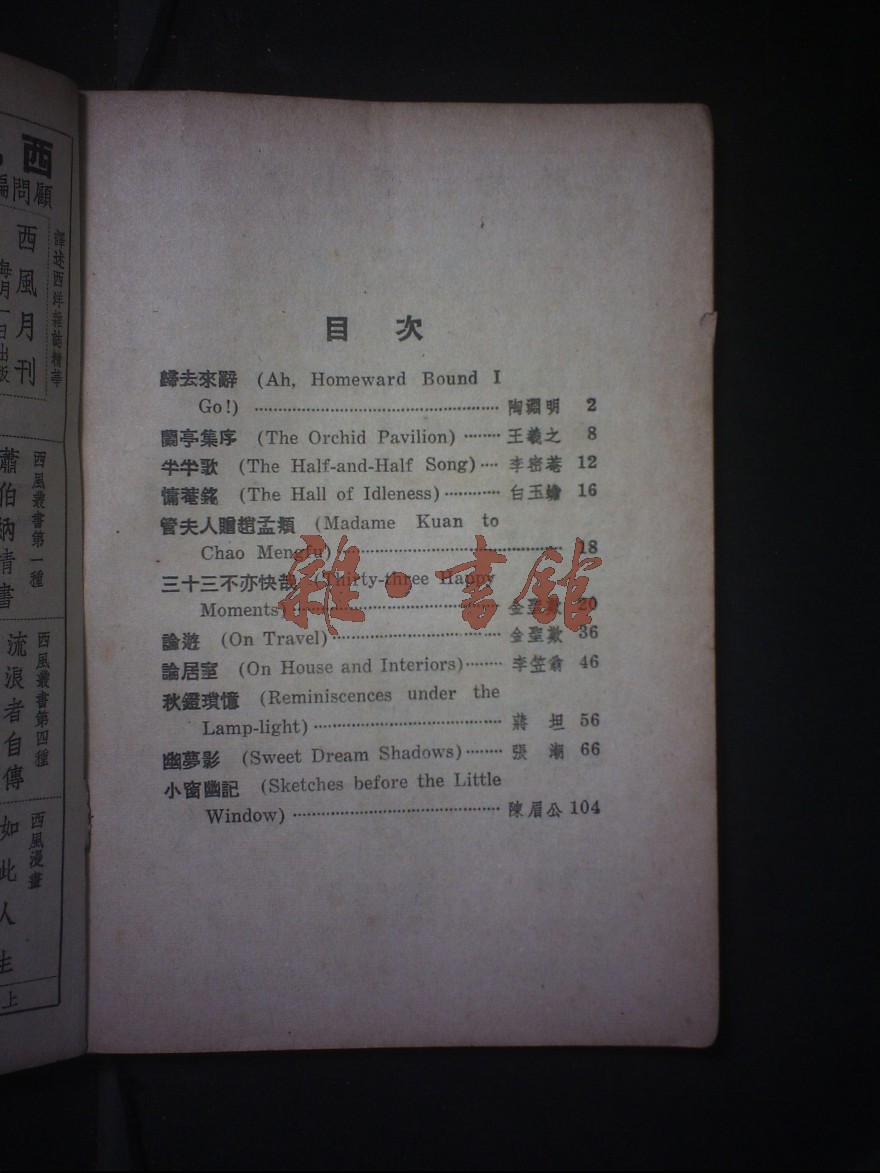 目 次
歸去來辭 (Ah, Homeward Bound I
Go!) 陶淵明 2
蘭亭集序 (The Orchid Pavilion) 王羲之 8
半半歌 (The Half-and-Half Song) 李密菴 12
慵菴銘 (The Hall of Idleness) 白玉蟾 16
管夫人贈趙孟頫 (Madame Kuan to
Chao Mengfu) 18
三十三不亦快哉 (Thirty-three Happy
Moments) 金聖歎 20
論遊 (On Travel) 金聖歎 36
論居室 (On House and Interiors) 李笠翁 46
秋鐙瑣憶 (Reminiscences under the
Lamp-light) 蔣 坦 56
幽夢影 (Sweet Dream Shadows) 張 潮 66
小窗幽記 (Sketches before the Little
Window) 陳眉公 104
雜·書館
西
顧問編
譯述西洋雜誌精華
西風月刊
每月一日出版
西風叢書第一種
蕭伯納情書
西風叢書第四種
流浪者自傳
西風漫畫
如此人生
上